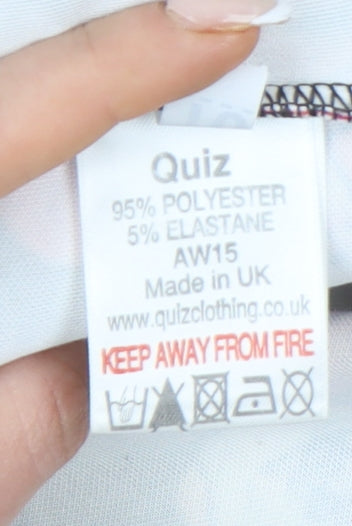 Quiz
95% POLYESTER
5% ELASTANE
AW15
Made in UK
www.quizclothing.co.uk
KEEP AWAY FROM FIRE